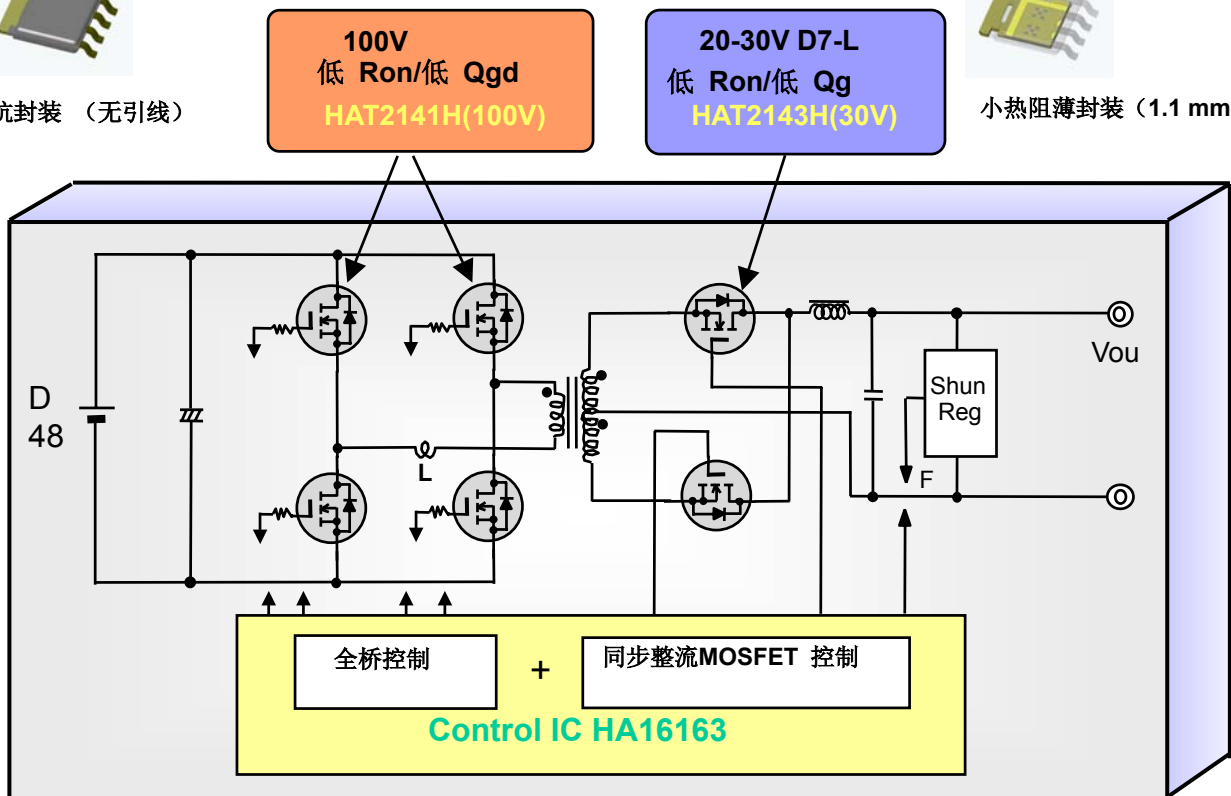 100V
低 Ron/低 Qgd
HAT2141H(100V)
20-30V D7-L
低 Ron/低 Qg
HAT2143H(30V)
抗封装 （无引线）
小热阻薄封装（1.1 mm
D
48
L
Vou
Shun
Reg
F
全桥控制
+
同步整流MOSFET 控制
Control IC HA16163